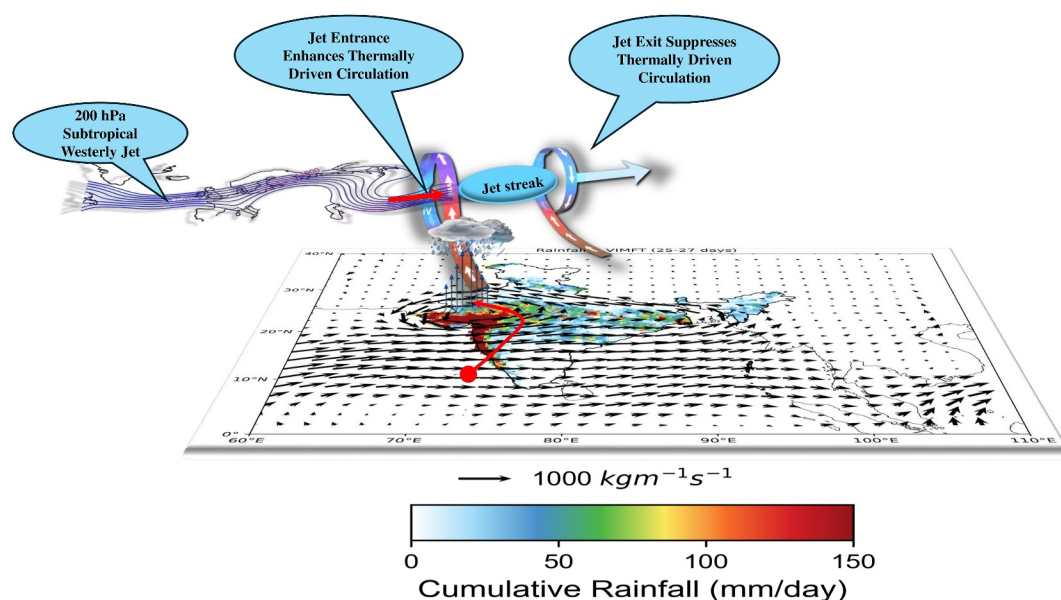 Jet Entrance
Enhances Thermally
Driven Circulation
Jet Exit Suppresses
Thermally Driven
Circulation
200 hPa
Subtropical
Westerly Jet
Jet streak
Rainfall VIMFT (25-27 days)
40°N
30°N
20°N
10°N
0°
60°E
70°E
80°E
90°E
100°E
110°E
1000 kgm⁻¹s⁻¹
0
50
100
150
Cumulative Rainfall (mm/day)